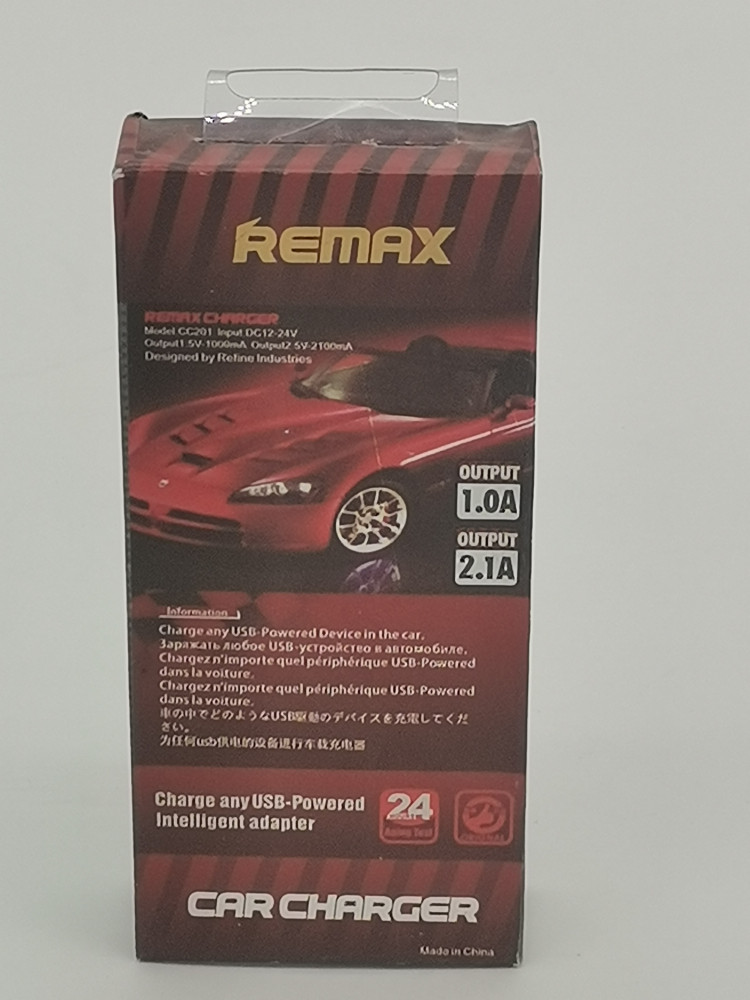 REMAX
REMAX CHARGER
Model CC201 Input DC12-24V
Output1 5V-1000mA Output2 5V-2100mA
Designed by Refine Industries
OUTPUT
1.0A
OUTPUT
2.1A
Information
Charge any USB-Powered Device in the car.
Заряжать любое USB-устройство в автомобиле.
Chargez n'importe quel périphérique USB-Powered
dans la voiture.
Chargez n'importe quel périphérique USB-Powered
dans la voiture.
車の中でどのようなUSB駆動のデバイスを充電してくだ
さい。
为任何usb供电的设备进行车载充电器
Charge any USB-Powered
Intelligent adapter
24
Aging Test
ORIGINAL
CAR CHARGER
Made in China